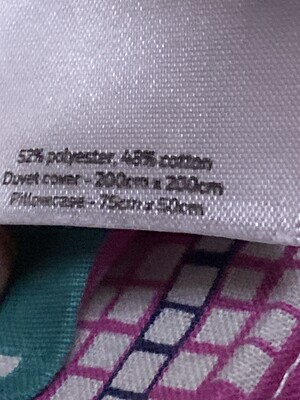 52% polyester, 48% cotton
Duvet cover - 200cm x 200cm
Pillowcase - 75cm x 50cm